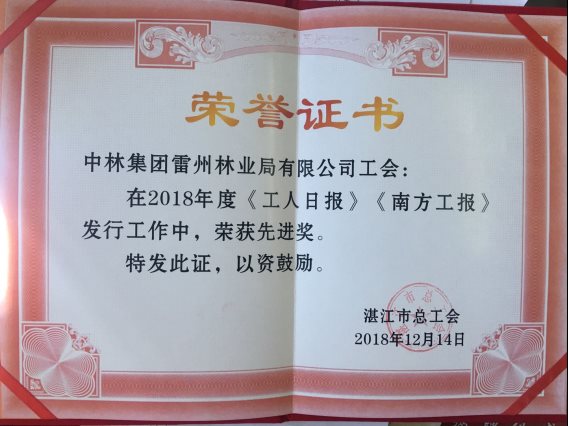 荣誉证书
中林集团雷州林业局有限公司工会：
在2018年度《工人日报》《南方工报》
发行工作中，荣获先进奖。
特发此证，以资鼓励。
湛江市总工会
2018年12月14日